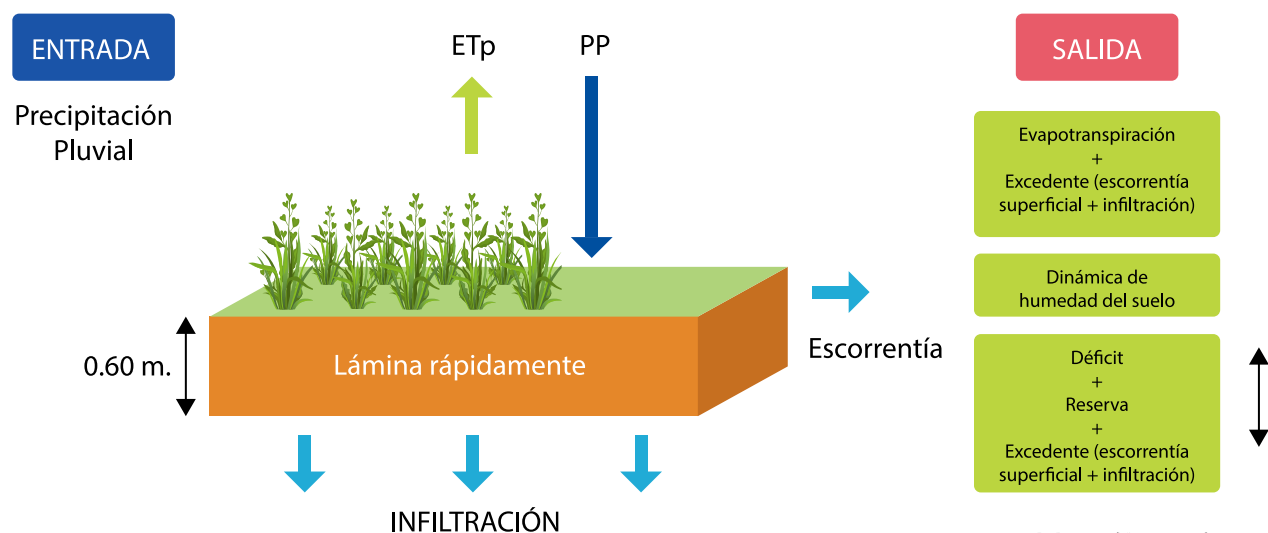 ENTRADA
Precipitación
Pluvial
ETp
PP
0.60 m.
Lámina rápidamente
Escorrentía
INFILTRACIÓN
SALIDA
Evapotranspiración
+
Excedente (escorrentía
superficial + infiltración)
Dinámica de
humedad del suelo
Déficit
+
Reserva
+
Excedente (escorrentía
superficial + infiltración)